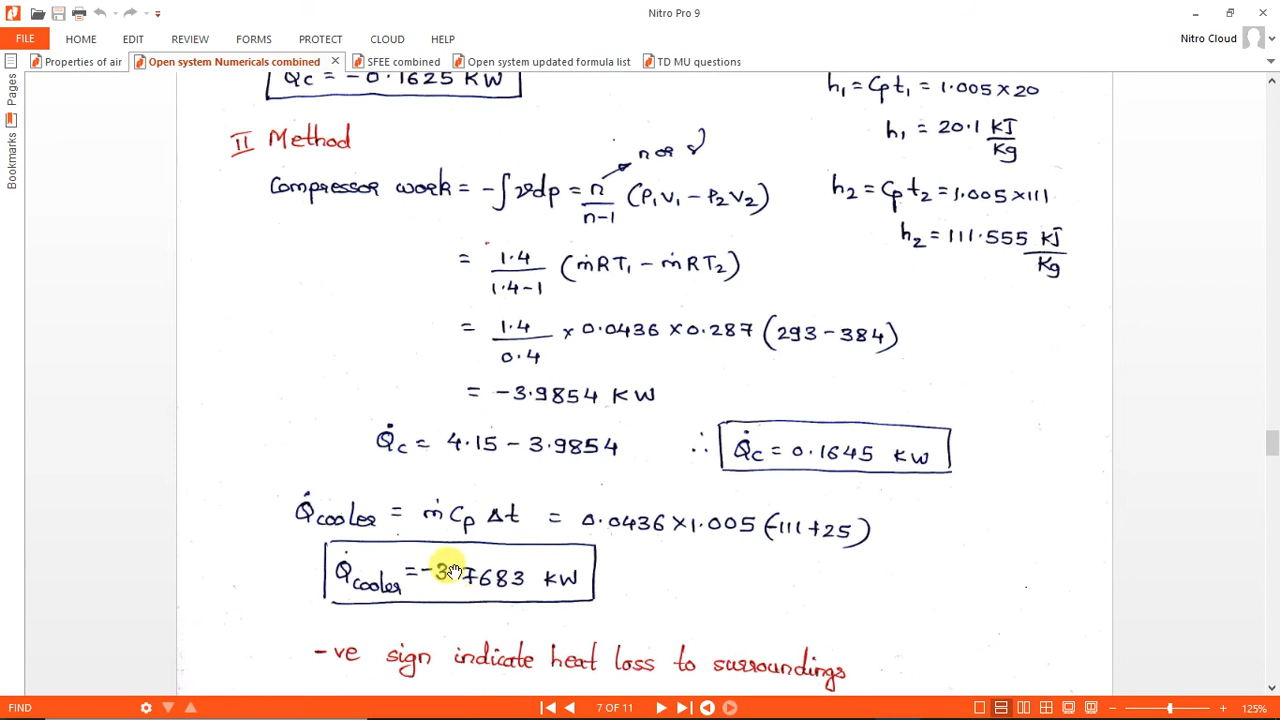 Nitro Pro 9
FILE HOME EDIT REVIEW FORMS PROTECT CLOUD HELP
Nitro Cloud
Properties of air Open system Numericals combined SFEE combined Open system updated formula list TD MU questions
Pages
Bookmarks
Q̇c = -0.1625 KW
II Method
n or γ
Compressor work = -∫vdp = n/(n-1) (P₁V₁ - P₂V₂)
= 1.4/(1.4-1) (ṁRT₁ - ṁRT₂)
= 1.4/0.4 × 0.0436 × 0.287 (293-384)
= -3.9854 KW
Q̇c = 4.15 - 3.9854 ∴ Q̇c = 0.1645 KW
Q̇cooler = ṁCp Δt = 0.0436×1.005 (-111+25)
Q̇cooler = -3.7683 KW
-ve sign indicate heat loss to surroundings
h₁ = Cpt₁ = 1.005×20
h₁ = 20.1 KJ/Kg
h₂ = Cpt₂ = 1.005×111
h₂ = 111.555 KJ/Kg
FIND
7 OF 11
125%